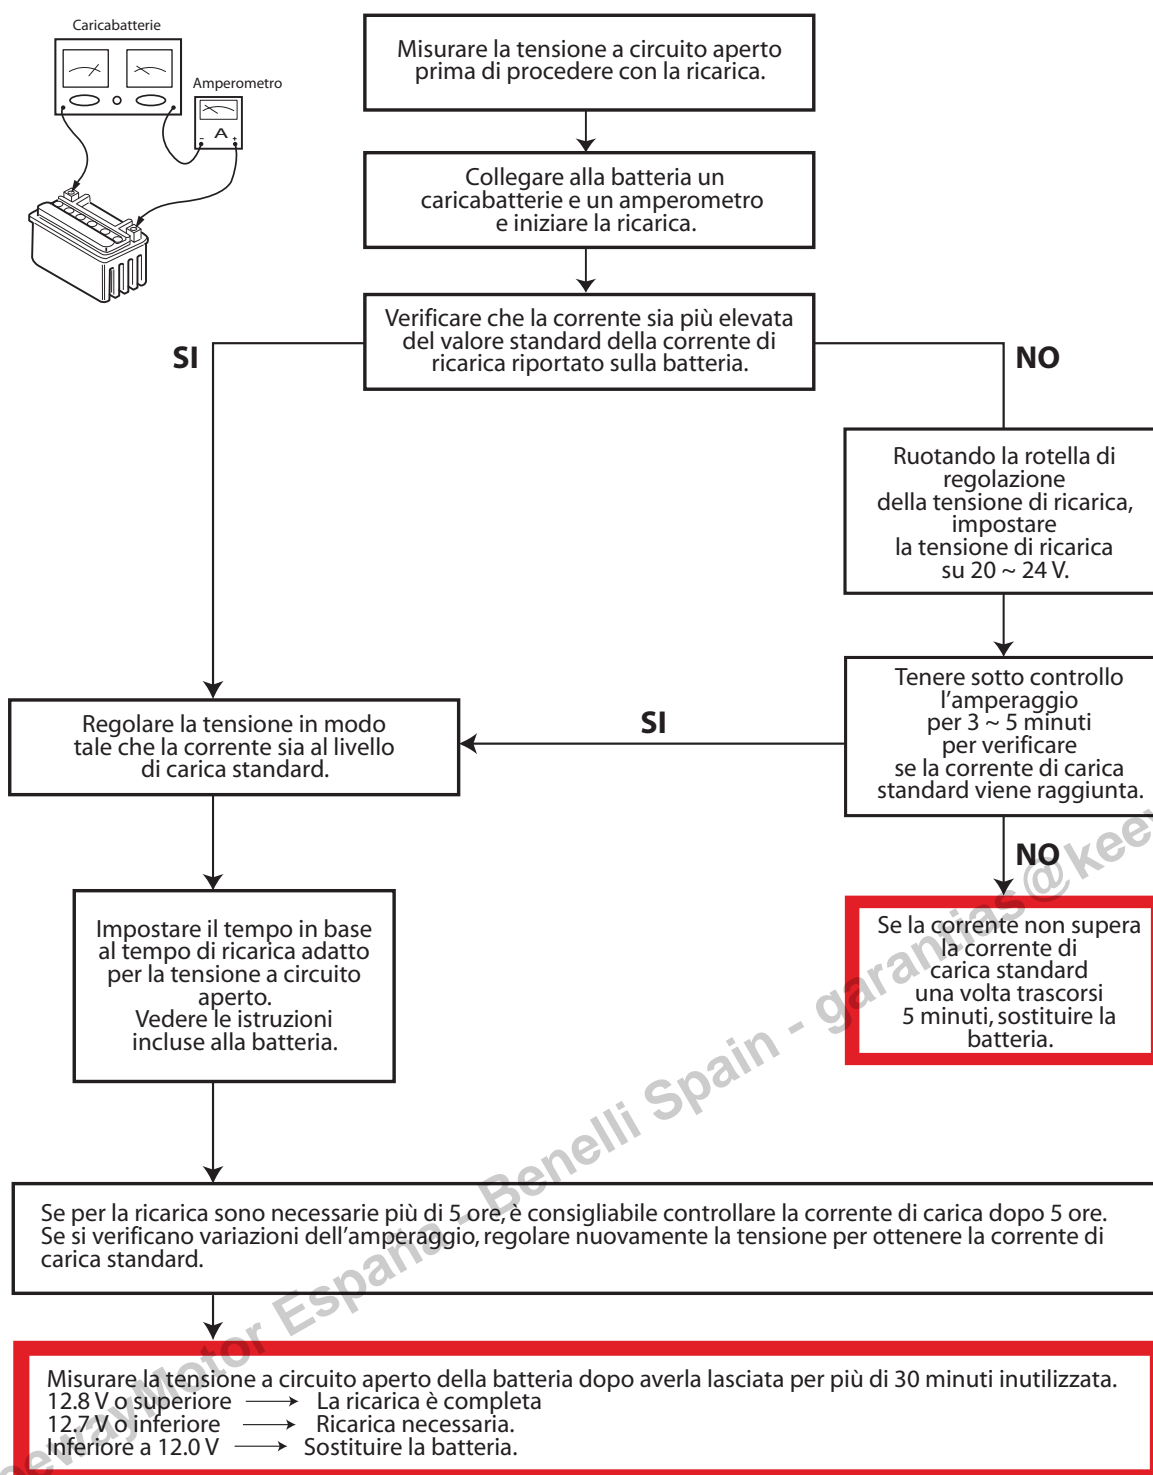 Caricabatterie
Amperometro
A
- +
Misurare la tensione a circuito aperto
prima di procedere con la ricarica.
Collegare alla batteria un
caricabatterie e un amperometro
e iniziare la ricarica.
Verificare che la corrente sia più elevata
del valore standard della corrente di
ricarica riportato sulla batteria.
SI
NO
Ruotando la rotella di
regolazione
della tensione di ricarica,
impostare
la tensione di ricarica
su 20 ~ 24 V.
Tenere sotto controllo
l'amperaggio
per 3 ~ 5 minuti
per verificare
se la corrente di carica
standard viene raggiunta.
SI
Regolare la tensione in modo
tale che la corrente sia al livello
di carica standard.
NO
Se la corrente non supera
la corrente di
carica standard
una volta trascorsi
5 minuti, sostituire la
batteria.
Impostare il tempo in base
al tempo di ricarica adatto
per la tensione a circuito
aperto.
Vedere le istruzioni
incluse alla batteria.
Se per la ricarica sono necessarie più di 5 ore, è consigliabile controllare la corrente di carica dopo 5 ore.
Se si verificano variazioni dell'amperaggio, regolare nuovamente la tensione per ottenere la corrente di
carica standard.
Misurare la tensione a circuito aperto della batteria dopo averla lasciata per più di 30 minuti inutilizzata.
12.8 V o superiore → La ricarica è completa
12.7 V o inferiore → Ricarica necessaria.
Inferiore a 12.0 V → Sostituire la batteria.
eewayMotor Espana - Benelli Spain - garantias@kee